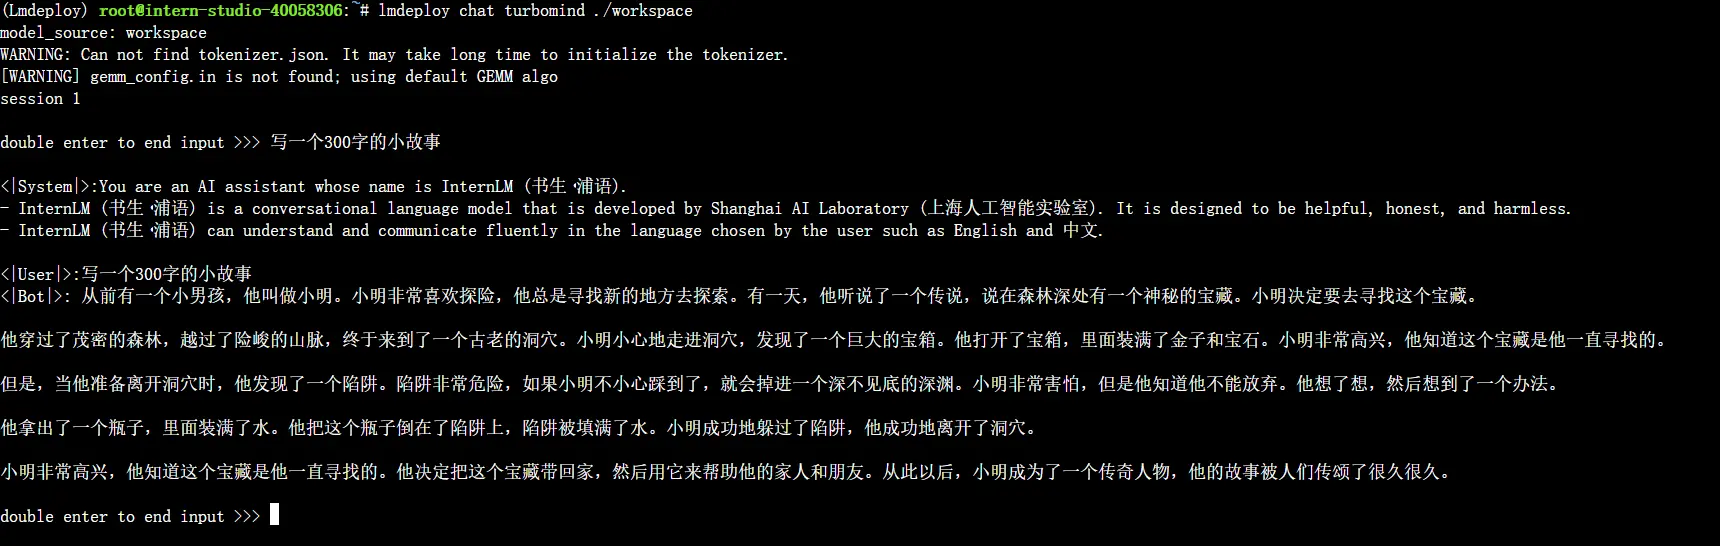 (Lmdeploy) root@intern-studio-40058306:~# lmdeploy chat turbomind ./workspace
model_source: workspace
WARNING: Can not find tokenizer.json. It may take long time to initialize the tokenizer.
[WARNING] gemm_config.in is not found; using default GEMM algo
session 1
double enter to end input >>> 写一个300字的小故事
<|System|>:You are an AI assistant whose name is InternLM (书生·浦语).
- InternLM (书生·浦语) is a conversational language model that is developed by Shanghai AI Laboratory (上海人工智能实验室). It is designed to be helpful, honest, and harmless.
- InternLM (书生·浦语) can understand and communicate fluently in the language chosen by the user such as English and 中文.
<|User|>:写一个300字的小故事
<|Bot|>: 从前有一个小男孩，他叫做小明。小明非常喜欢探险，他总是寻找新的地方去探索。有一天，他听说了一个传说，说在森林深处有一个神秘的宝藏。小明决定要去寻找这个宝藏。
他穿过了茂密的森林，越过了险峻的山脉，终于来到了一个古老的洞穴。小明小心地走进洞穴，发现了一个巨大的宝箱。他打开了宝箱，里面装满了金子和宝石。小明非常高兴，他知道这个宝藏是他一直寻找的。
但是，当他准备离开洞穴时，他发现了一个陷阱。陷阱非常危险，如果小明不小心踩到了，就会掉进一个深不见底的深渊。小明非常害怕，但是他知道他不能放弃。他想了想，然后想到了一个办法。
他拿出了一个瓶子，里面装满了水。他把这个瓶子倒在了陷阱上，陷阱被填满了水。小明成功地躲过了陷阱，他成功地离开了洞穴。
小明非常高兴，他知道这个宝藏是他一直寻找的。他决定把这个宝藏带回家，然后用它来帮助他的家人和朋友。从此以后，小明成为了一个传奇人物，他的故事被人们传颂了很久很久。
double enter to end input >>>